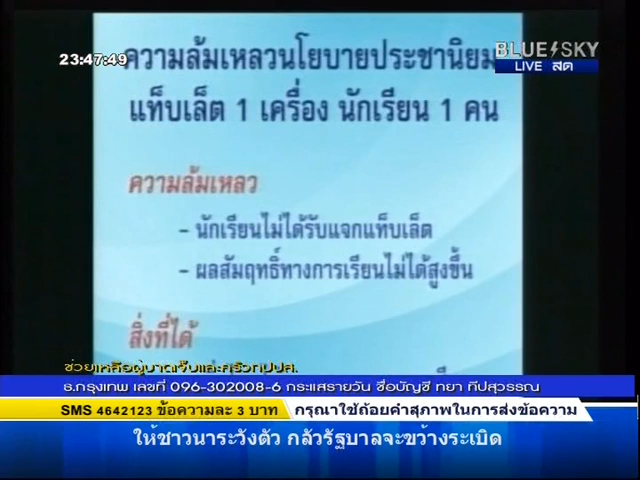 23:47:49
BLUE SKY
LIVE สด
ความล้มเหลวนโยบายประชานิยม
แท็บเล็ต 1 เครื่อง นักเรียน 1 คน
ความล้มเหลว
- นักเรียนไม่ได้รับแจกแท็บเล็ต
- ผลสัมฤทธิ์ทางการเรียนไม่ได้สูงขึ้น
สิ่งที่ได้
ช่วยเหลือผู้บาดเจ็บและครอบครัวกปปส.
ธ.กรุงเทพ เลขที่ 096-302008-6 กระแสรายวัน ชื่อบัญชี ทยา ทีปสุวรรณ
SMS 4642123 ข้อความละ 3 บาท
กรุณาใช้ถ้อยคำสุภาพในการส่งข้อความ
ให้ชาวนาระวังตัว กลัวรัฐบาลจะขว้างระเบิด